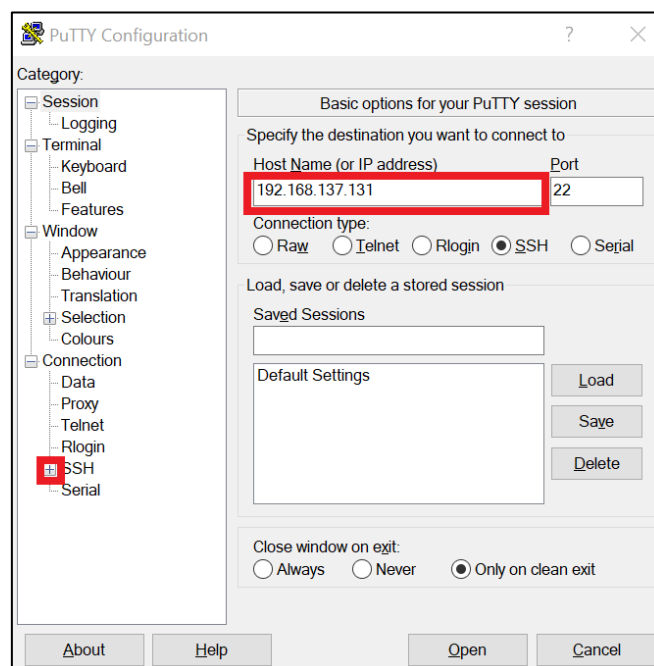 PuTTY Configuration
?
Category:
Session
Logging
Terminal
Keyboard
Bell
Features
Window
Appearance
Behaviour
Translation
Selection
Colours
Connection
Data
Proxy
Telnet
Rlogin
SSH
Serial
Basic options for your PuTTY session
Specify the destination you want to connect to
Host Name (or IP address) Port
192.168.137.131 22
Connection type:
Raw Telnet Rlogin SSH Serial
Load, save or delete a stored session
Saved Sessions
Default Settings
Load
Save
Delete
Close window on exit:
Always Never Only on clean exit
About Help Open Cancel